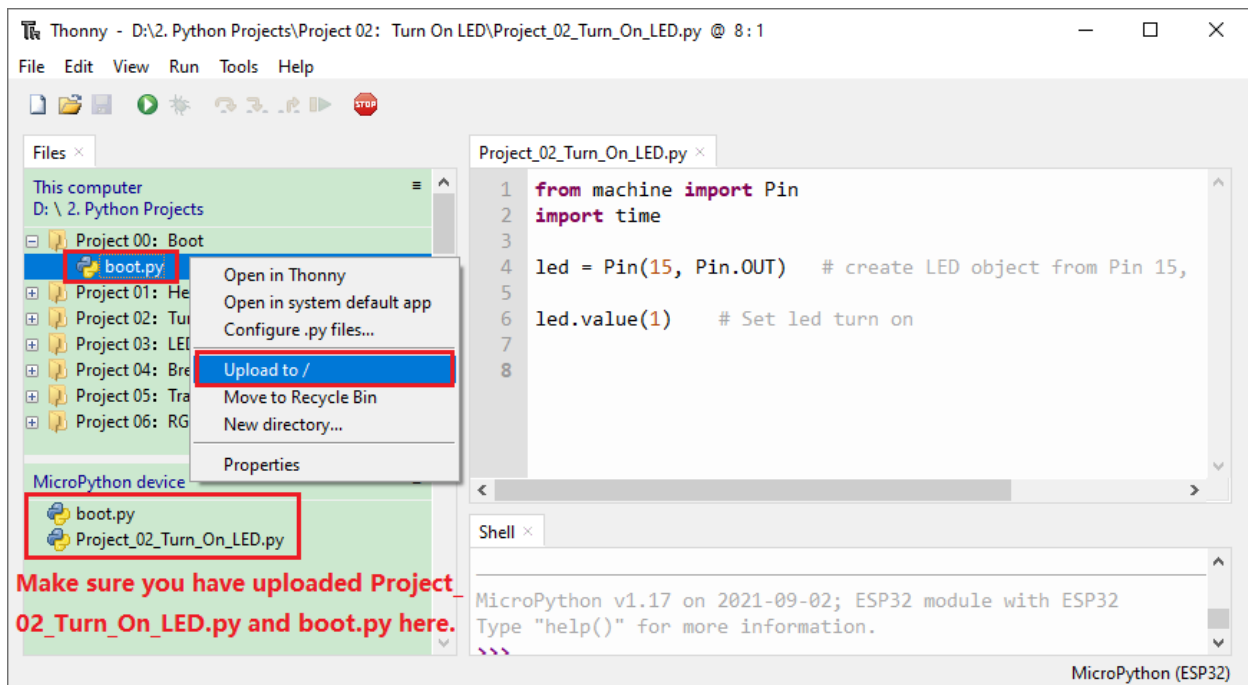 Thonny - D:\2. Python Projects\Project 02: Turn On LED\Project_02_Turn_On_LED.py @ 8:1
File Edit View Run Tools Help
STOP
Files
This computer
D: \ 2. Python Projects
Project 00: Boot
boot.py
Project 01: He
Project 02: Tu
Project 03: LE
Project 04: Bre
Project 05: Tra
Project 06: RG
Open in Thonny
Open in system default app
Configure .py files...
Upload to /
Move to Recycle Bin
New directory...
Properties
MicroPython device
boot.py
Project_02_Turn_On_LED.py
Make sure you have uploaded Project_
02_Turn_On_LED.py and boot.py here.
Project_02_Turn_On_LED.py
1 from machine import Pin
2 import time
3
4 led = Pin(15, Pin.OUT) # create LED object from Pin 15,
5
6 led.value(1) # Set led turn on
7
8
Shell
MicroPython v1.17 on 2021-09-02; ESP32 module with ESP32
Type "help()" for more information.
>>>
MicroPython (ESP32)